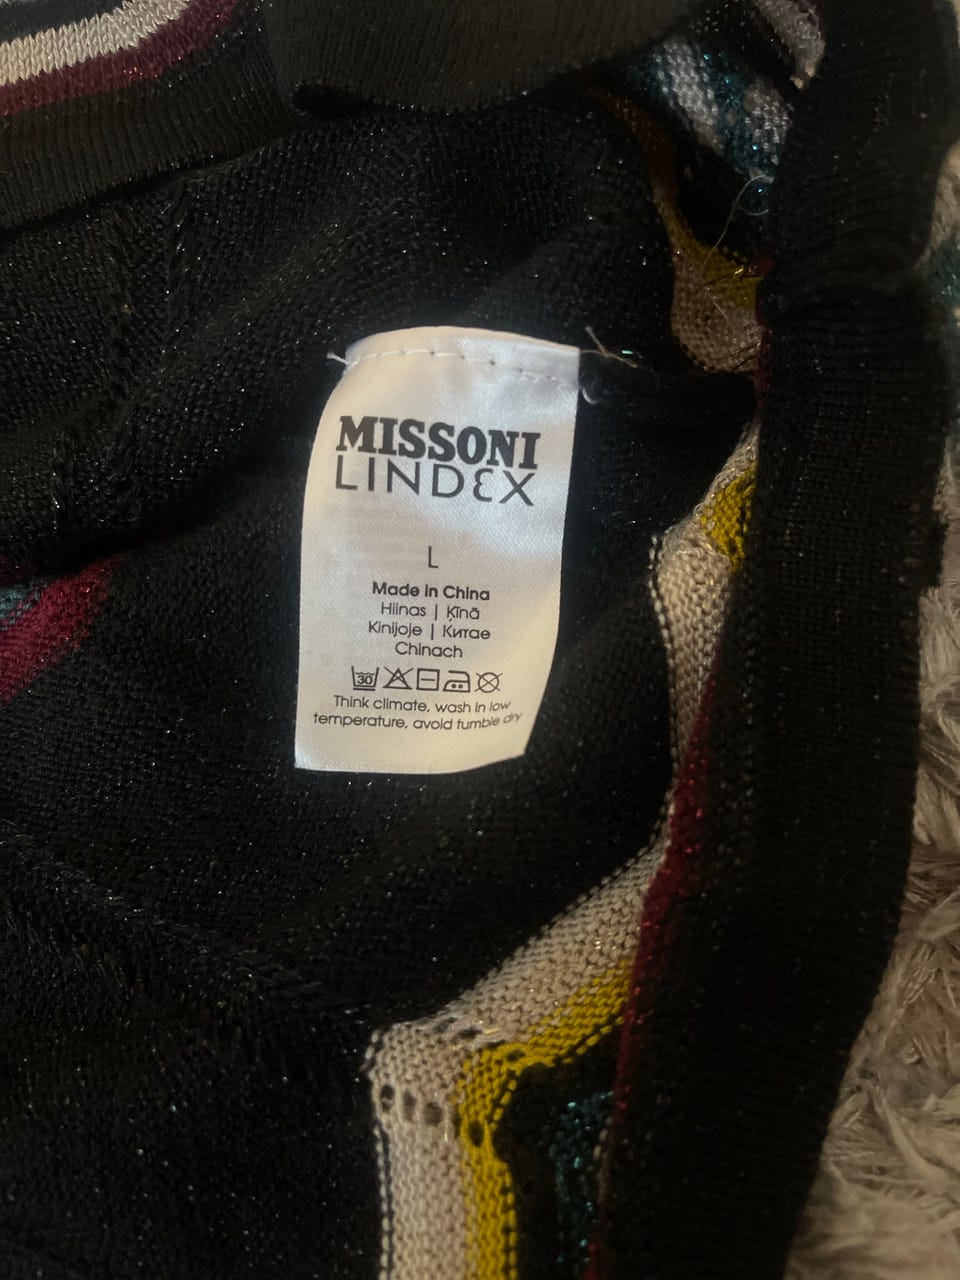 MISSONI
LINDEX
L
Made in China
Hiinas | Ķīnā
Kinijoje | Китае
Chinach
30
Think climate, wash in low
temperature, avoid tumble dry